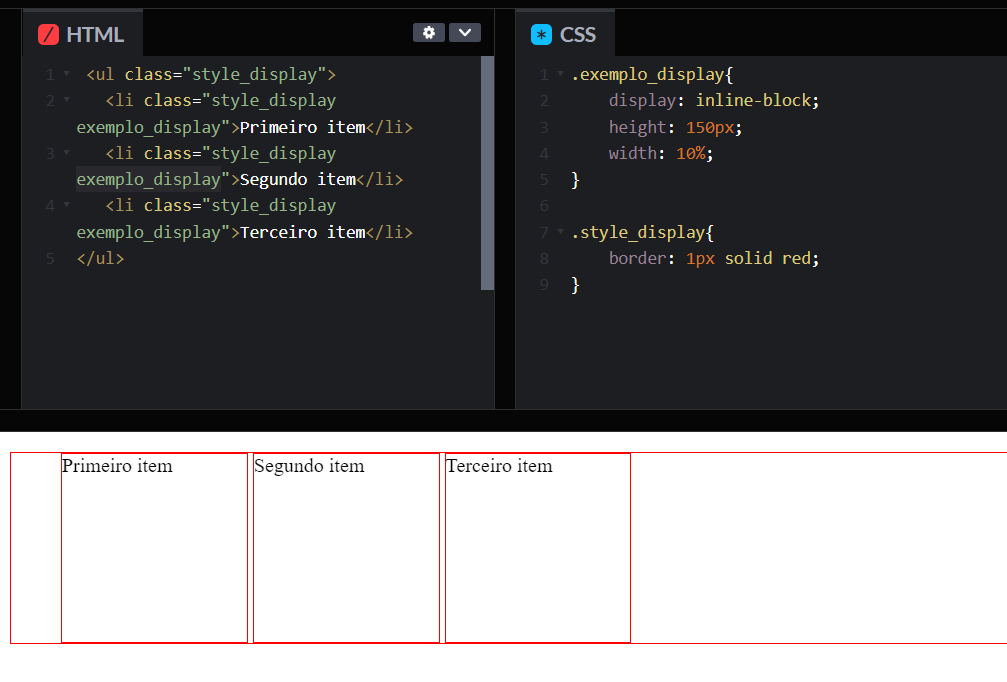 HTML
1 <ul class="style_display">
2 <li class="style_display
exemplo_display">Primeiro item</li>
3 <li class="style_display
exemplo_display">Segundo item</li>
4 <li class="style_display
exemplo_display">Terceiro item</li>
5 </ul>
CSS
1 .exemplo_display{
2 display: inline-block;
3 height: 150px;
4 width: 10%;
5 }
6
7 .style_display{
8 border: 1px solid red;
9 }
Primeiro item Segundo item Terceiro item